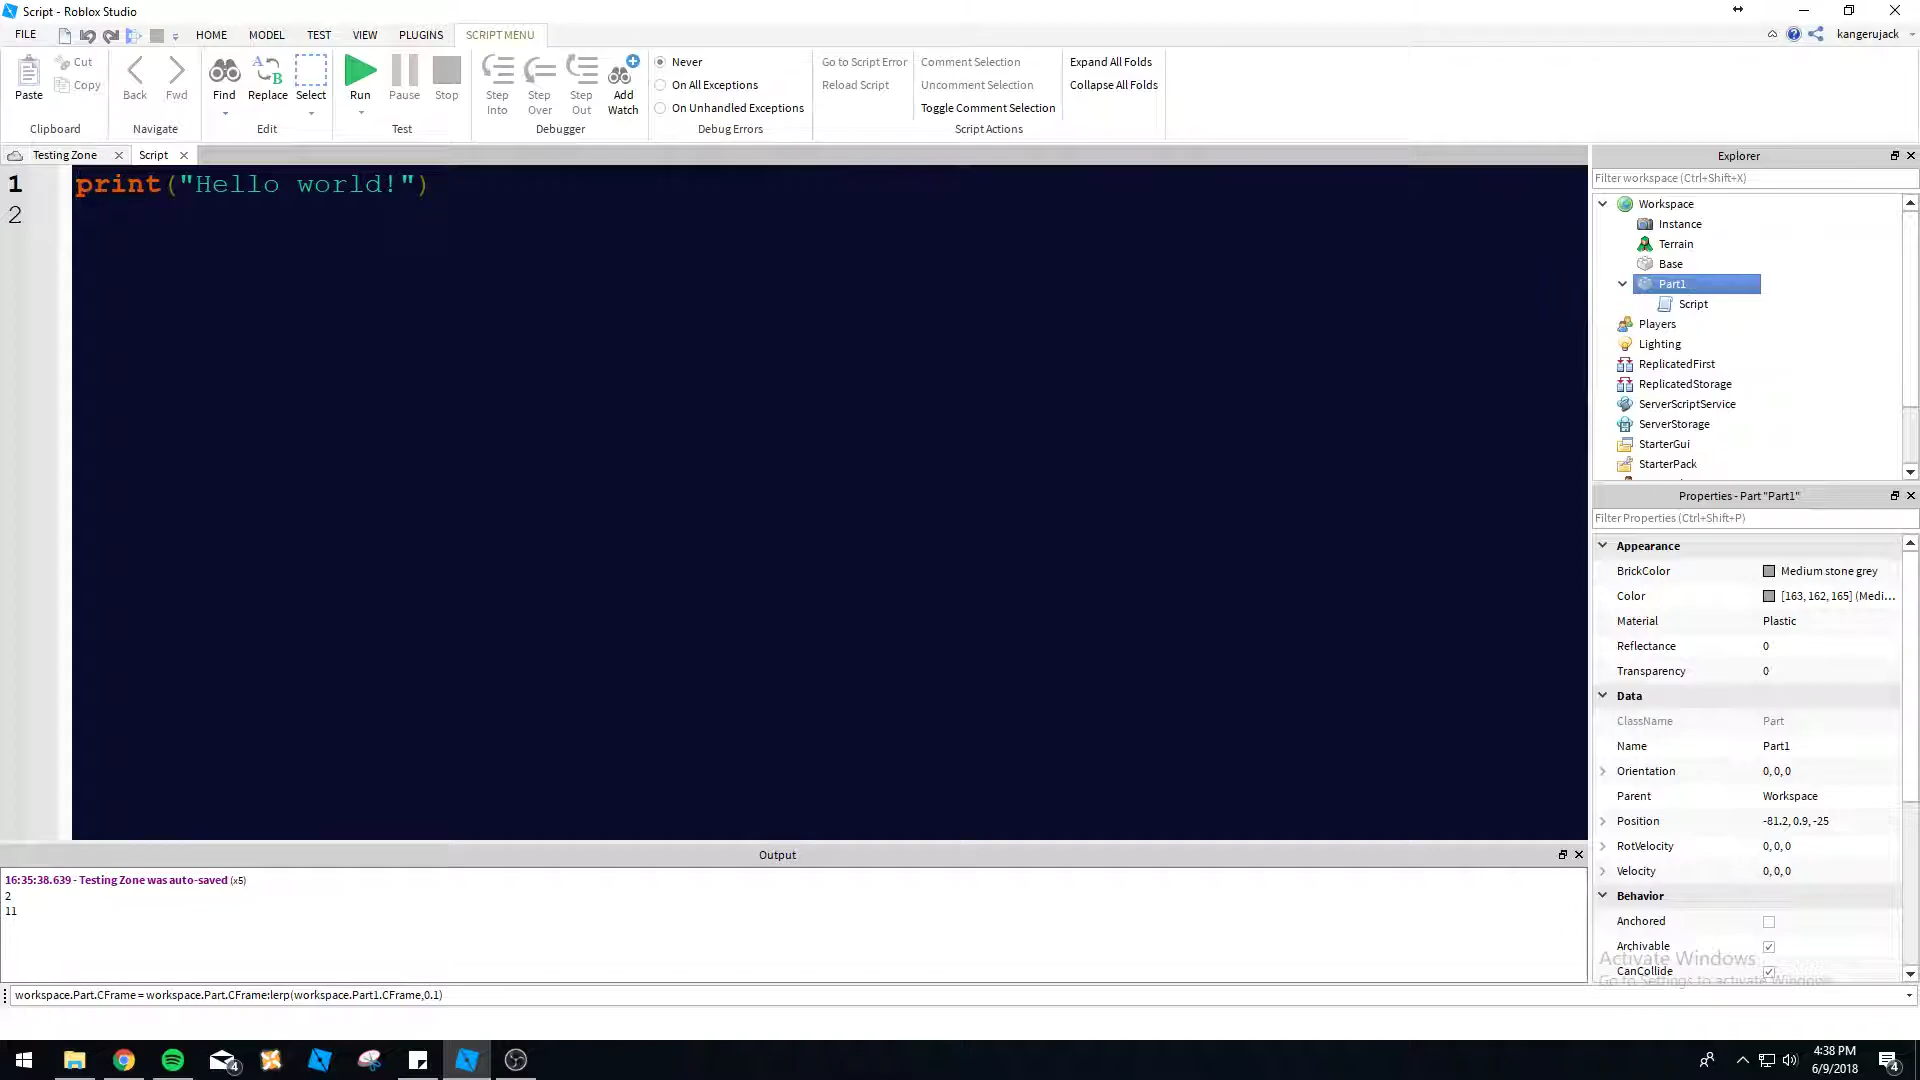 Script - Roblox Studio
FILE HOME MODEL TEST VIEW PLUGINS SCRIPT MENU kangerujack
Paste Cut Copy Clipboard
Back Fwd Navigate
Find Replace Select Edit
Run Pause Stop Test
Step Into Step Over Step Out Add Watch Debugger
Never
On All Exceptions
On Unhandled Exceptions
Debug Errors
Go to Script Error
Reload Script
Comment Selection
Uncomment Selection
Toggle Comment Selection
Expand All Folds
Collapse All Folds
Script Actions
Testing Zone Script
1 print("Hello world!")
2
Explorer
Filter workspace (Ctrl+Shift+X)
Workspace
Instance
Terrain
Base
Part1
Script
Players
Lighting
ReplicatedFirst
ReplicatedStorage
ServerScriptService
ServerStorage
StarterGui
StarterPack
Properties - Part "Part1"
Filter Properties (Ctrl+Shift+P)
Appearance
BrickColor Medium stone grey
Color [163, 162, 165] (Medi...
Material Plastic
Reflectance 0
Transparency 0
Data
ClassName Part
Name Part1
Orientation 0, 0, 0
Parent Workspace
Position -81.2, 0.9, -25
RotVelocity 0, 0, 0
Velocity 0, 0, 0
Behavior
Anchored
Archivable
CanCollide
Activate Windows
Go to Settings to activate Windows.
Output
16:35:38.639 - Testing Zone was auto-saved (x5)
2
11
workspace.Part.CFrame = workspace.Part.CFrame:lerp(workspace.Part1.CFrame,0.1)
4
4:38 PM
6/9/2018
4